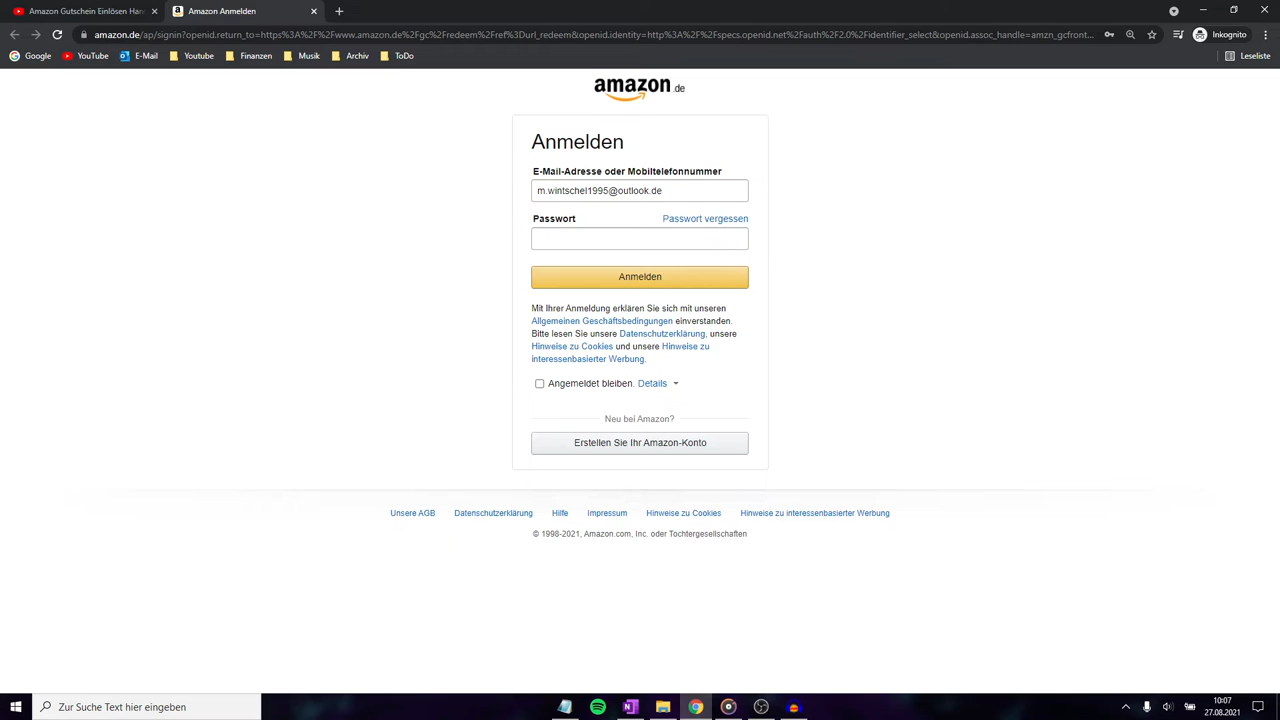 Amazon Gutschein Einlösen Han
Amazon Anmelden
amazon.de/ap/signin?openid.return_to=https%3A%2F%2Fwww.amazon.de%2Fgc%2Fredeem%2Fref%3Durl_redeem&openid.identity=http%3A%2F%2Fspecs.openid.net%2Fauth%2F2.0%2Fidentifier_select&openid.assoc_handle=amzn_gcfront...
Inkognito
Google
YouTube
E-Mail
Youtube
Finanzen
Musik
Archiv
ToDo
Leseliste
amazon.de
Anmelden
E-Mail-Adresse oder Mobiltelefonnummer
m.wintschel1995@outlook.de
Passwort
Passwort vergessen
Anmelden
Mit Ihrer Anmeldung erklären Sie sich mit unseren
Allgemeinen Geschäftsbedingungen einverstanden.
Bitte lesen Sie unsere Datenschutzerklärung, unsere
Hinweise zu Cookies und unsere Hinweise zu
interessenbasierter Werbung.
Angemeldet bleiben. Details
Neu bei Amazon?
Erstellen Sie Ihr Amazon-Konto
Unsere AGB
Datenschutzerklärung
Hilfe
Impressum
Hinweise zu Cookies
Hinweise zu interessenbasierter Werbung
© 1998-2021, Amazon.com, Inc. oder Tochtergesellschaften
Zur Suche Text hier eingeben
10:07
27.08.2021